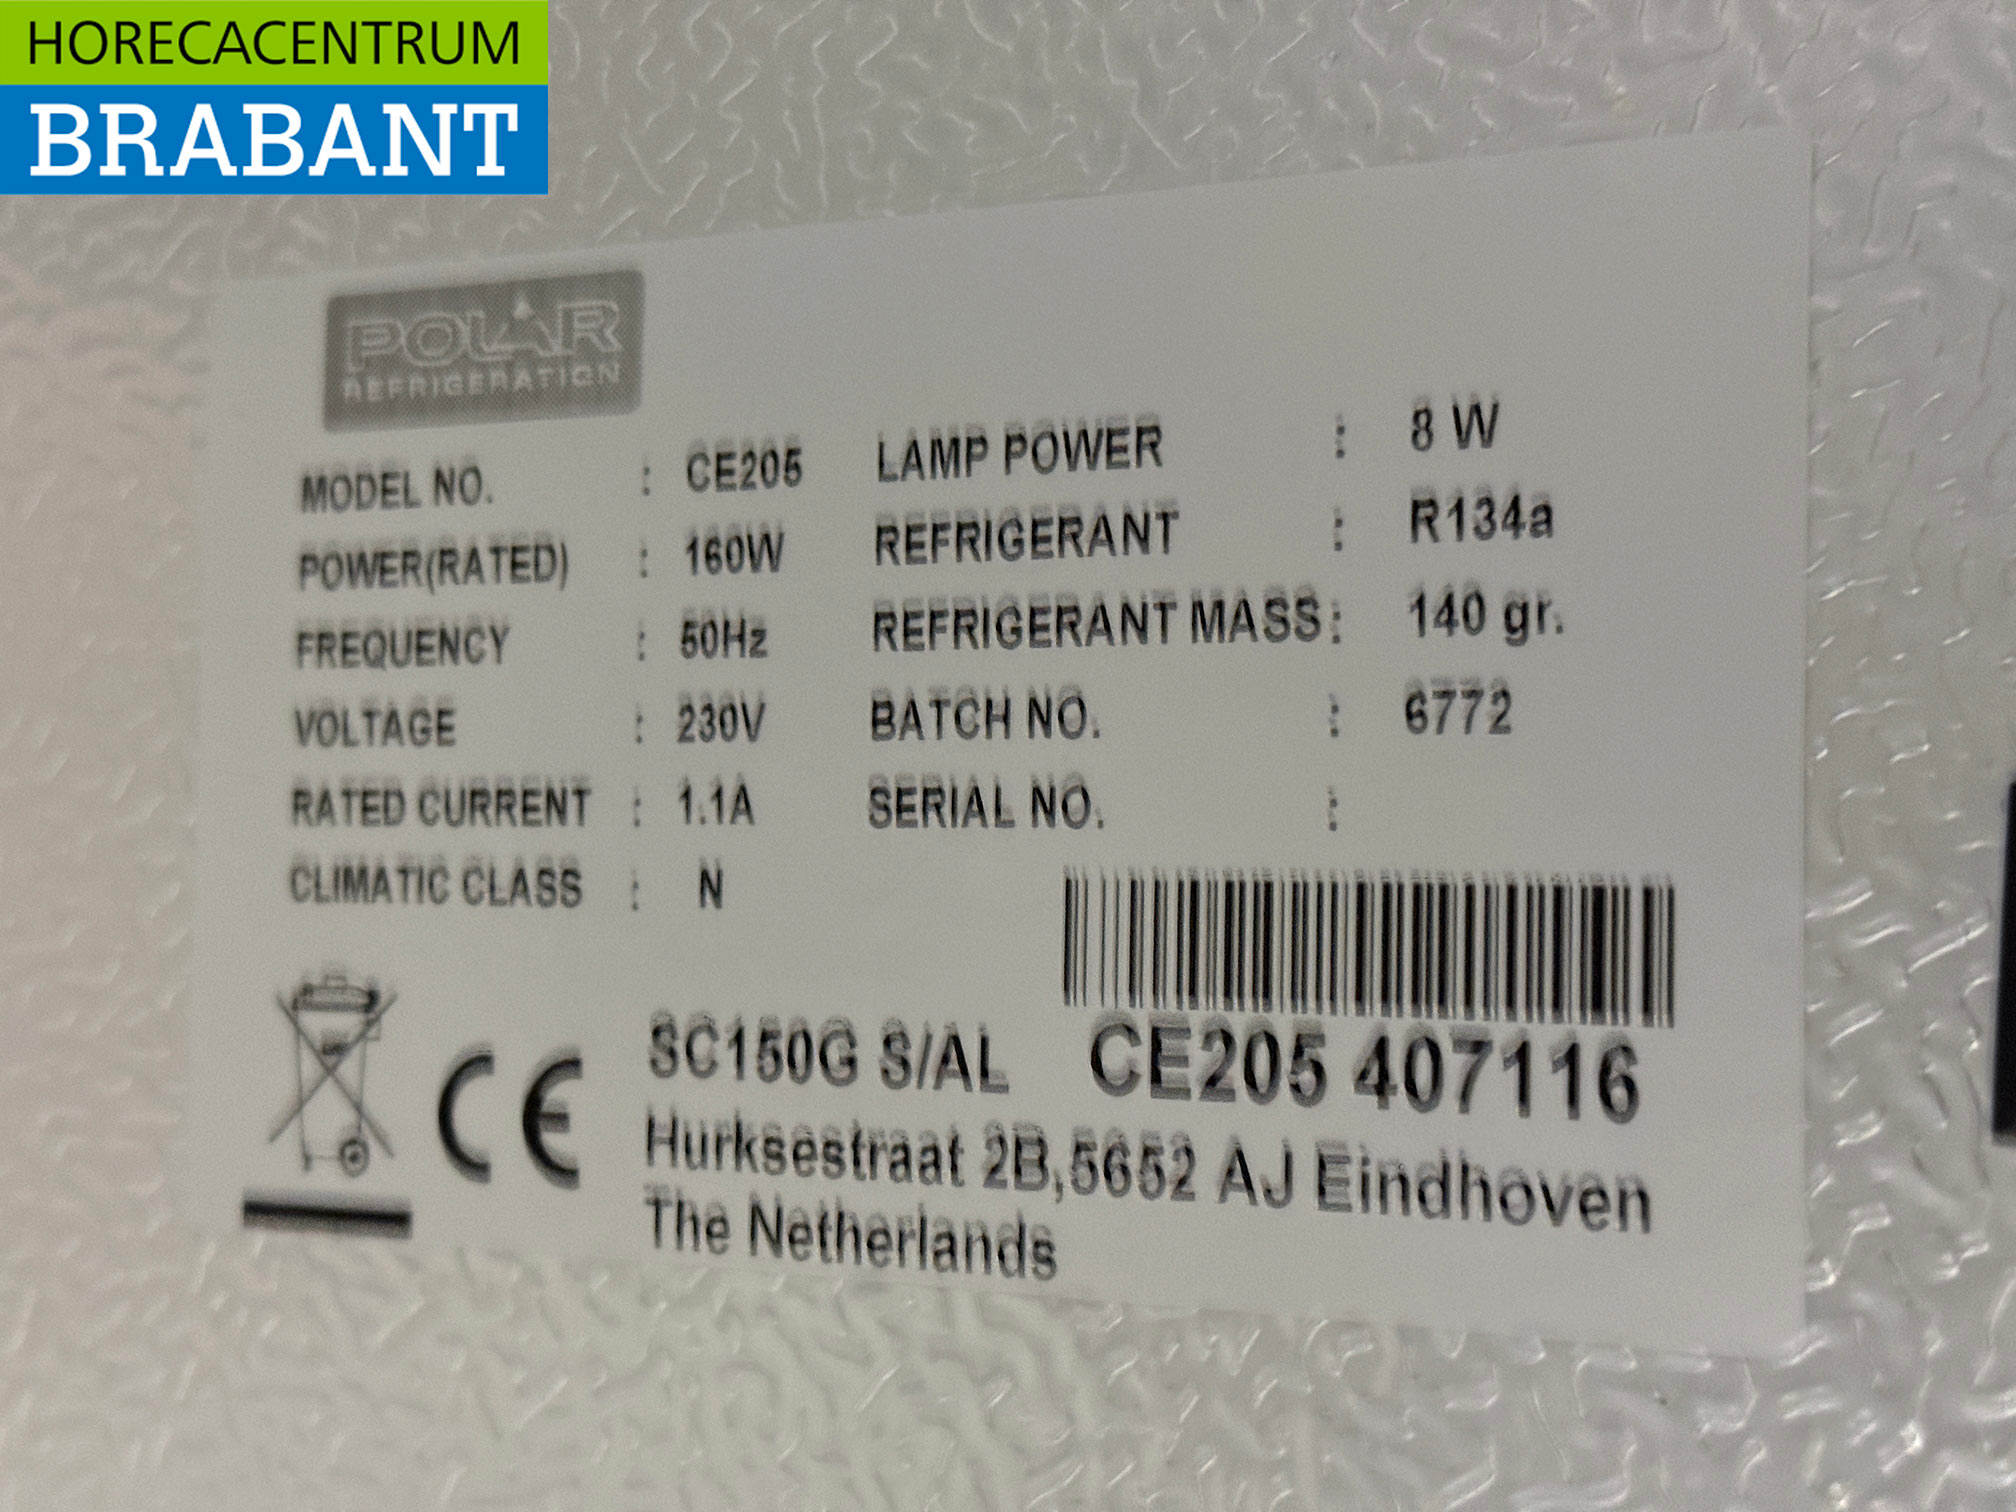 HORECACENTRUM
BRABANT
POLAR
REFRIGERATION
MODEL NO. : CE205
POWER(RATED) : 160W
FREQUENCY : 50Hz
VOLTAGE : 230V
RATED CURRENT : 1.1A
CLIMATIC CLASS : N
LAMP POWER : 8 W
REFRIGERANT : R134a
REFRIGERANT MASS : 140 gr.
BATCH NO. : 6772
SERIAL NO. :
CE
SC150G S/AL CE205 407116
Hurksestraat 2B,5652 AJ Eindhoven
The Netherlands